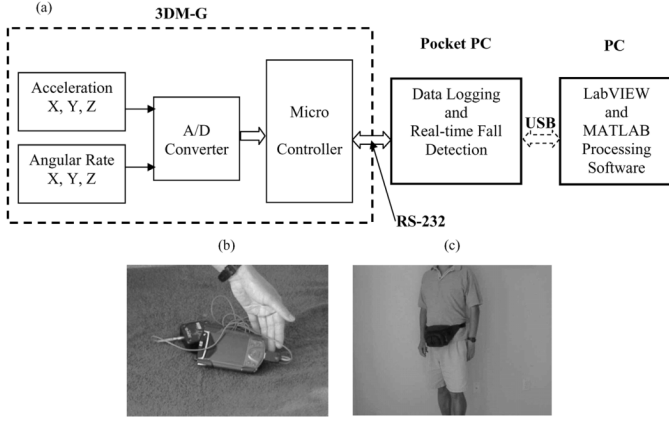 (a)
3DM-G
Pocket PC
PC
Acceleration
X, Y, Z
Angular Rate
X, Y, Z
A/D
Converter
Micro
Controller
Data Logging
and
Real-time Fall
Detection
USB
LabVIEW
and
MATLAB
Processing
Software
RS-232
(b)
(c)